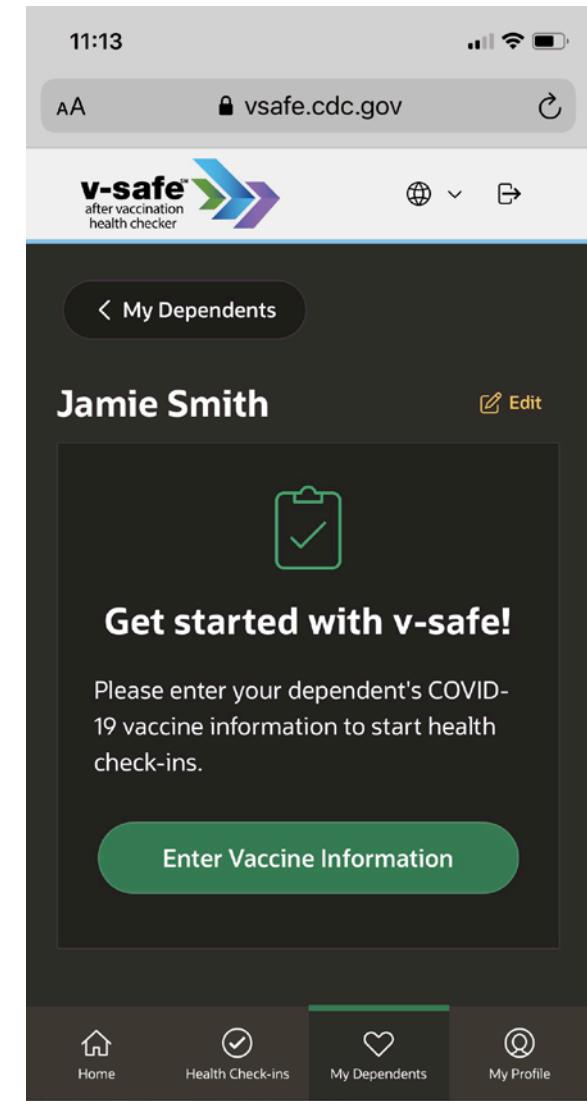 11:13
AA vsafe.cdc.gov
v-safe℠
after vaccination
health checker
My Dependents
Jamie Smith
Edit
Get started with v-safe!
Please enter your dependent's COVID-
19 vaccine information to start health
check-ins.
Enter Vaccine Information
Home Health Check-ins My Dependents My Profile